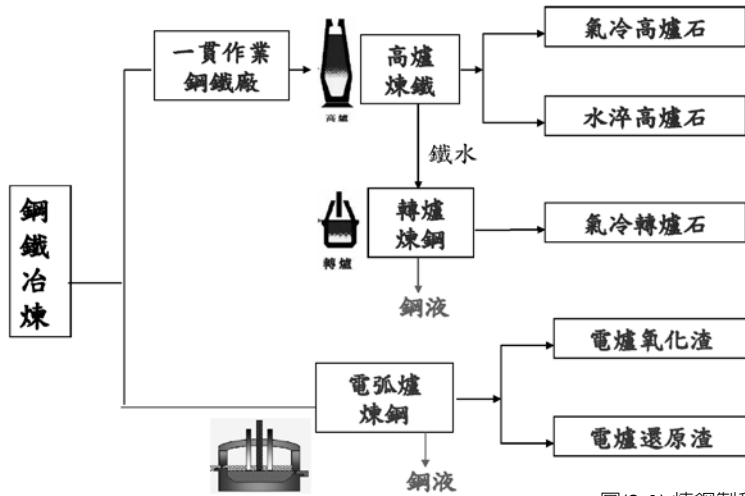 一貫作業
鋼鐵廠
高爐
高爐
煉鐵
氣冷高爐石
水淬高爐石
鐵水
鋼
鐵
冶
煉
轉爐
轉爐
煉鋼
氣冷轉爐石
鋼液
電弧爐
煉鋼
電爐氧化渣
電爐還原渣
鋼液